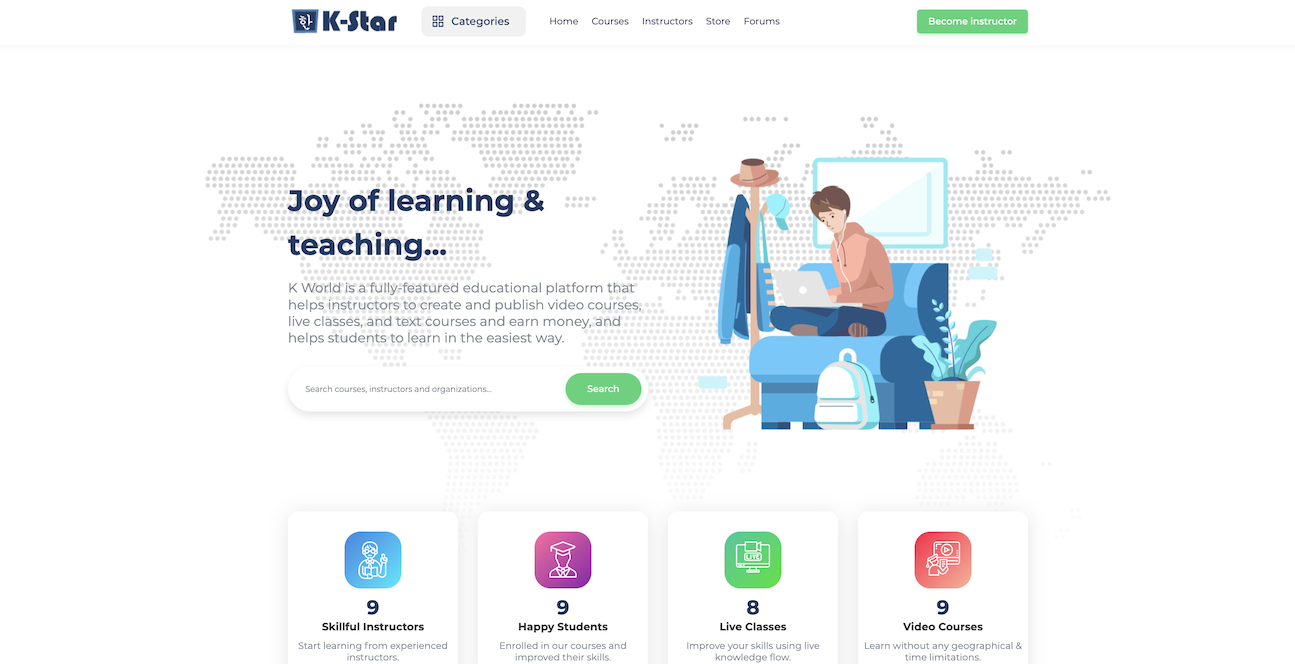 K-Star
Categories
Home Courses Instructors Store Forums
Become instructor
Joy of learning &
teaching...
K World is a fully-featured educational platform that
helps instructors to create and publish video courses,
live classes, and text courses and earn money, and
helps students to learn in the easiest way.
Search courses, instructors and organizations...
Search
9
Skillful Instructors
Start learning from experienced
instructors.
9
Happy Students
Enrolled in our courses and
improved their skills.
LIVE
8
Live Classes
Improve your skills using live
knowledge flow.
9
Video Courses
Learn without any geographical &
time limitations.